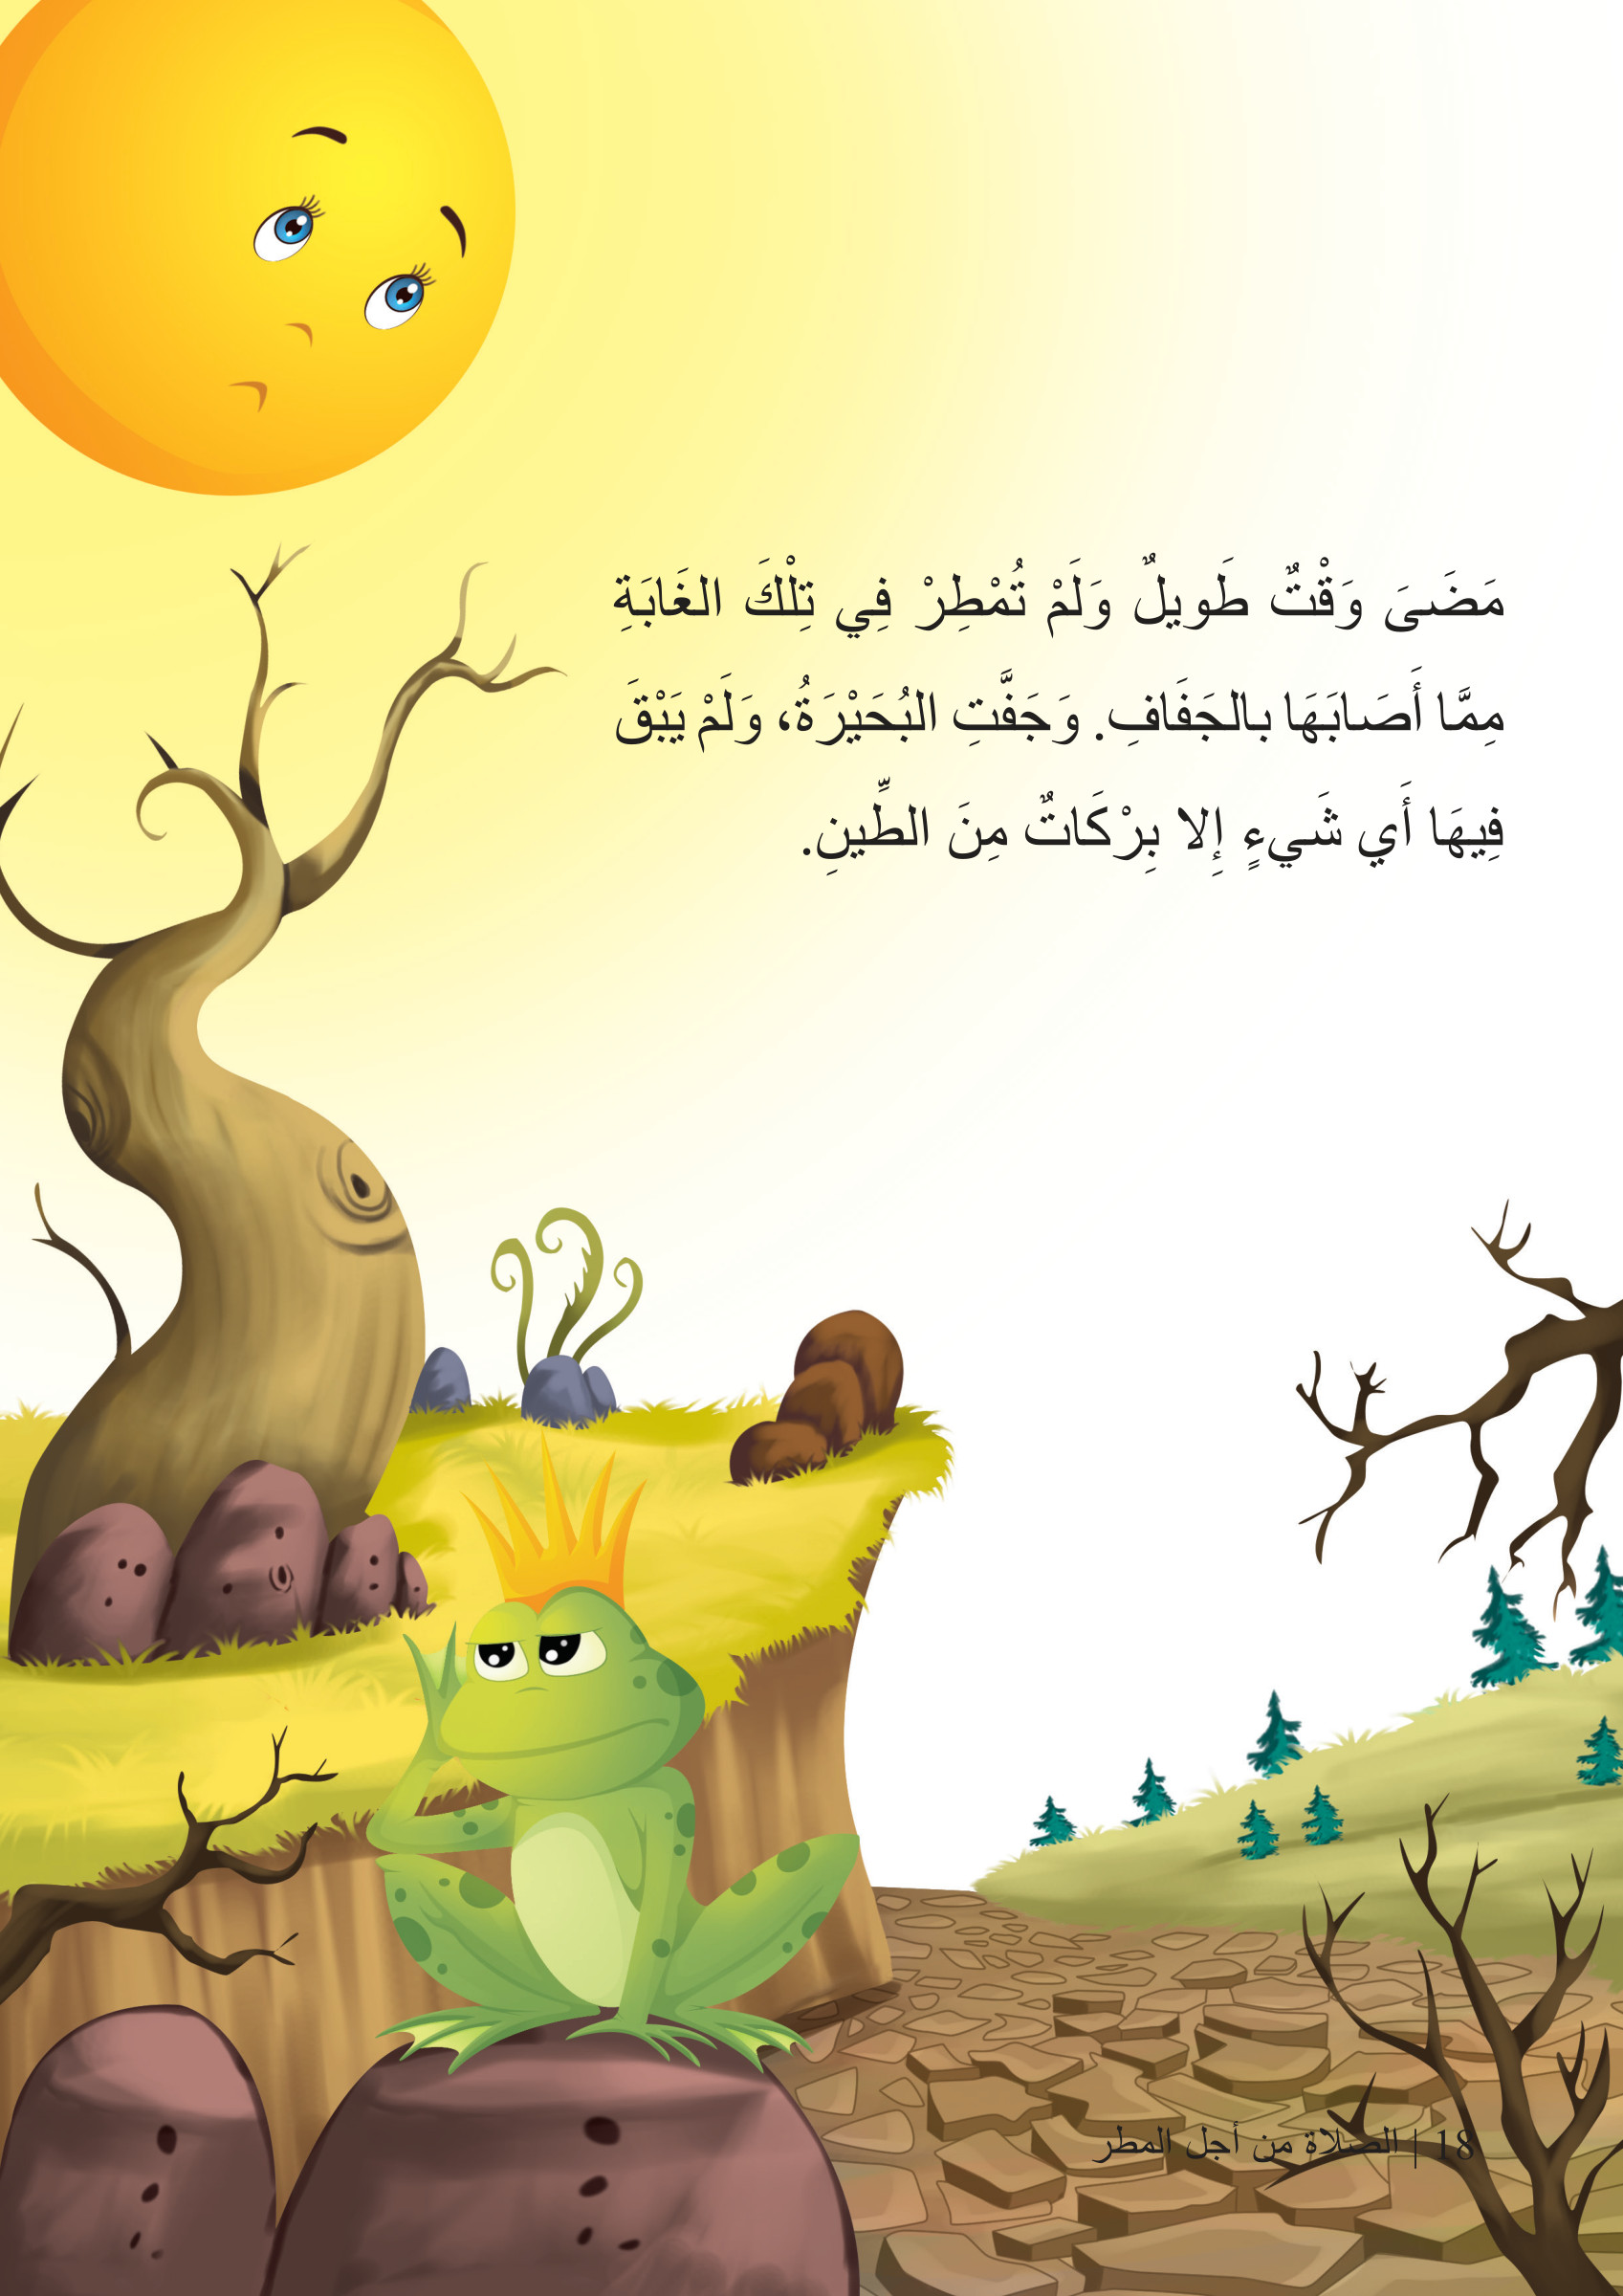 مَضَىَ وَقْتٌ طَويلٌ وَلَمْ تُمْطِرْ فِي تِلْكَ الغَابَةِ
مِمَّا أَصَابَهَا بالجَفَافِ. وَجَفَّتِ البُحَيْرَةُ، وَلَمْ يَبْقَ
فِيهَا أَي شَيءٍ إِلا بِرْكَاتٌ مِنَ الطِّينِ.
18 | الصلاة من أجل المطر